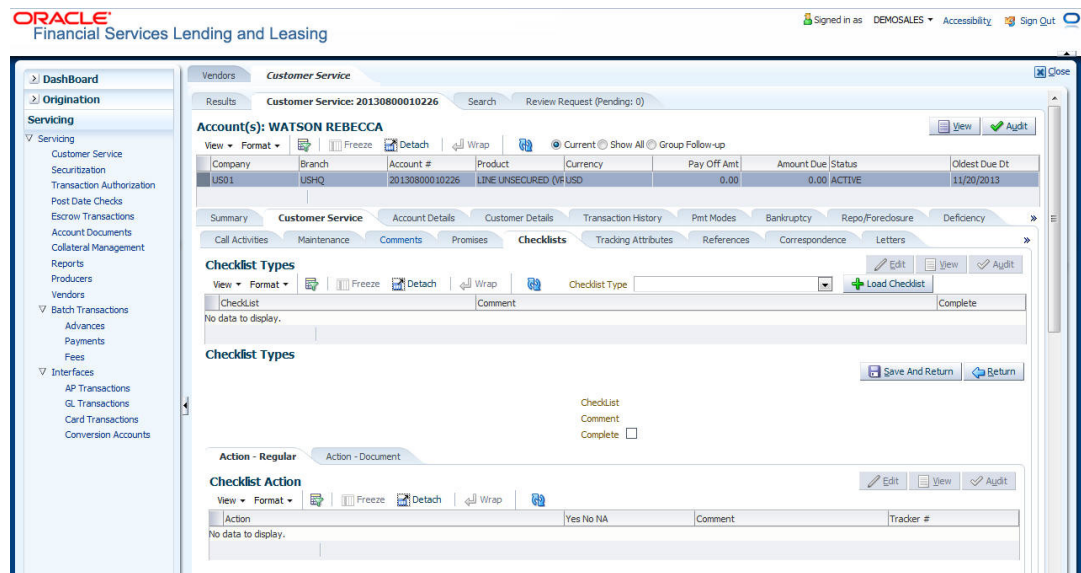 ORACLE®
Financial Services Lending and Leasing
Signed in as DEMOSALES Accessibility Sign Out
DashBoard
Origination
Servicing
Servicing
Customer Service
Securitization
Transaction Authorization
Post Date Checks
Escrow Transactions
Account Documents
Collateral Management
Reports
Producers
Vendors
Batch Transactions
Advances
Payments
Fees
Interfaces
AP Transactions
GL Transactions
Card Transactions
Conversion Accounts
Vendors Customer Service Close
Results Customer Service: 20130800010226 Search Review Request (Pending: 0)
Account(s): WATSON REBECCA View Audit
View Format Freeze Detach Wrap Current Show All Group Follow-up
Company Branch Account # Product Currency Pay Off Amt Amount Due Status Oldest Due Dt
US01 USHQ 20130800010226 LINE UNSECURED (VR USD 0.00 0.00 ACTIVE 11/20/2013
Summary Customer Service Account Details Customer Details Transaction History Pmt Modes Bankruptcy Repo/Foreclosure Deficiency »
Call Activities Maintenance Comments Promises Checklists Tracking Attributes References Correspondence Letters »
Checklist Types Edit View Audit
View Format Freeze Detach Wrap Checklist Type Load Checklist
CheckList Comment Complete
No data to display.
Checklist Types
Save And Return Return
CheckList
Comment
Complete
Action - Regular Action - Document
Checklist Action Edit View Audit
View Format Freeze Detach Wrap
Action Yes No NA Comment Tracker #
No data to display.